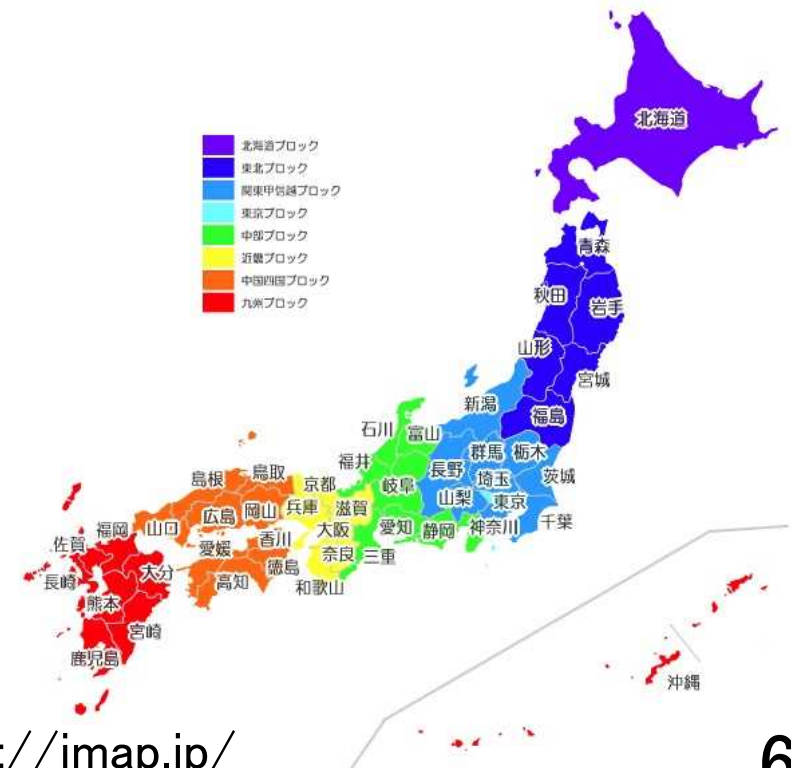 北海道
北海道ブロック
東北ブロック
関東甲信越ブロック
東京ブロック
中部ブロック
近畿ブロック
中国四国ブロック
九州ブロック
青森
秋田
岩手
山形
宮城
新潟
福島
石川
富山
群馬
栃木
福井
長野
埼玉
茨城
島根
鳥取
京都
岐阜
山梨
東京
広島
岡山
兵庫
滋賀
千葉
福岡
山口
大阪
愛知
静岡
神奈川
佐賀
愛媛
香川
奈良
三重
長崎
大分
高知
徳島
和歌山
熊本
宮崎
鹿児島
沖縄
://jmap.jp/
6